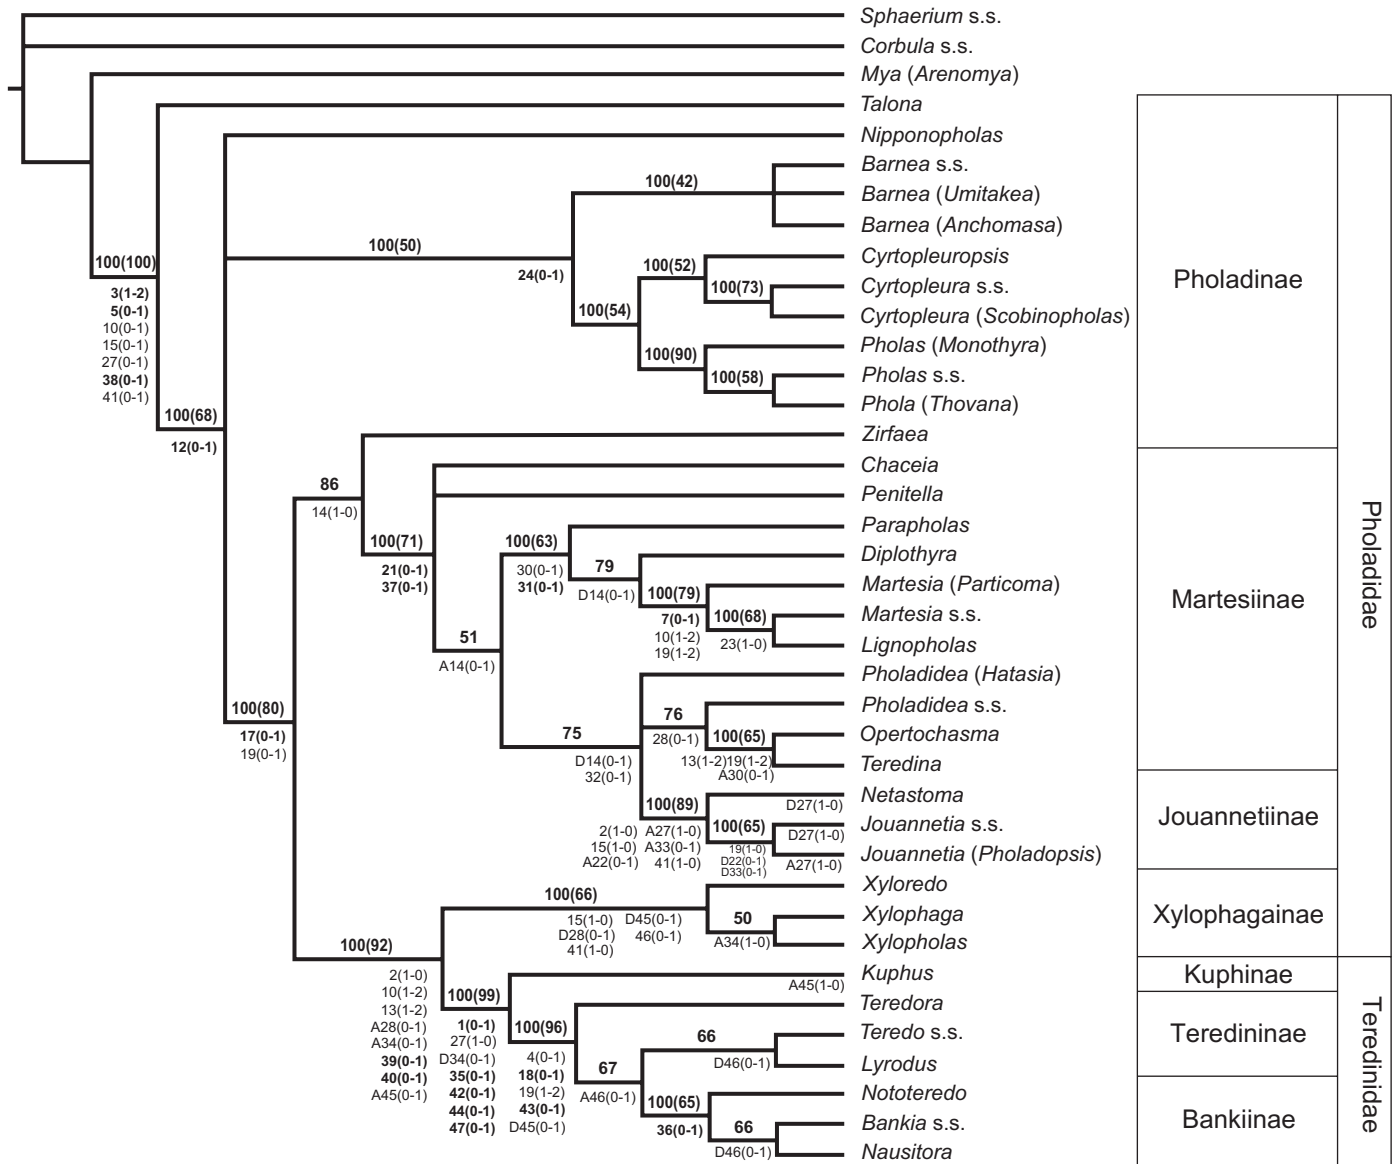 Sphaerium s.s.
Corbula s.s.
Mya (Arenomya)
Talona
Nipponopholas
Barnea s.s.
100(42)
Barnea (Umitakea)
Barnea (Anchomasa)
100(50)
24(0-1)
Cyrtopleuropsis
100(52)
Cyrtopleura s.s.
100(73)
Cyrtopleura (Scobinopholas)
100(54)
Pholas (Monothyra)
100(90)
Pholas s.s.
100(58)
Phola (Thovana)
Pholadinae
100(100)
3(1-2)
5(0-1)
10(0-1)
15(0-1)
27(0-1)
38(0-1)
41(0-1)
100(68)
12(0-1)
Zirfaea
86
14(1-0)
Chaceia
Penitella
100(71)
21(0-1)
37(0-1)
Parapholas
100(63)
30(0-1)
31(0-1)
Diplothyra
79
D14(0-1)
Martesia (Particoma)
100(79)
7(0-1)
10(1-2)
19(1-2)
Martesia s.s.
100(68)
23(1-0)
Lignopholas
51
A14(0-1)
Pholadidea (Hatasia)
Pholadidea s.s.
76
28(0-1)
Opertochasma
100(65)
13(1-2)19(1-2)
A30(0-1)
Teredina
75
D14(0-1)
32(0-1)
Martesiinae
Pholadidae
100(80)
17(0-1)
19(0-1)
Netastoma
D27(1-0)
100(89)
2(1-0) A27(1-0)
15(1-0) A33(0-1)
A22(0-1) 41(1-0)
Jouannetia s.s.
100(65)
D27(1-0)
19(1-0)
D22(0-1)
D33(0-1)
Jouannetia (Pholadopsis)
A27(1-0)
Jouannetiinae
Xyloredo
100(66)
15(1-0) D45(0-1)
D28(0-1) 46(0-1)
41(1-0)
Xylophaga
50
A34(1-0)
Xylopholas
Xylophagainae
100(92)
2(1-0)
10(1-2)
13(1-2)
A28(0-1)
A34(0-1)
39(0-1)
40(0-1)
A45(0-1)
Kuphus
A45(1-0)
Kuphinae
100(99)
1(0-1)
27(1-0)
D34(0-1)
35(0-1)
42(0-1)
44(0-1)
47(0-1)
Teredora
100(96)
4(0-1)
18(0-1)
19(1-2)
43(0-1)
D45(0-1)
Teredo s.s.
66
D46(0-1)
Lyrodus
Teredininae
67
A46(0-1)
Nototeredo
100(65)
36(0-1)
Bankia s.s.
66
D46(0-1)
Nausitora
Bankiinae
Teredinidae